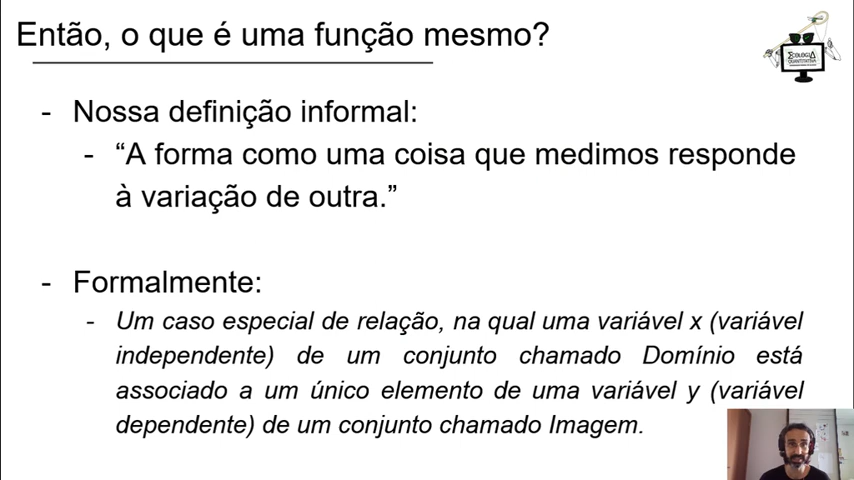 Então, o que é uma função mesmo?
ECOLOGIA
QUANTITATIVA
- Nossa definição informal:
- “A forma como uma coisa que medimos responde
à variação de outra.”
- Formalmente:
- Um caso especial de relação, na qual uma variável x (variável
independente) de um conjunto chamado Domínio está
associado a um único elemento de uma variável y (variável
dependente) de um conjunto chamado Imagem.